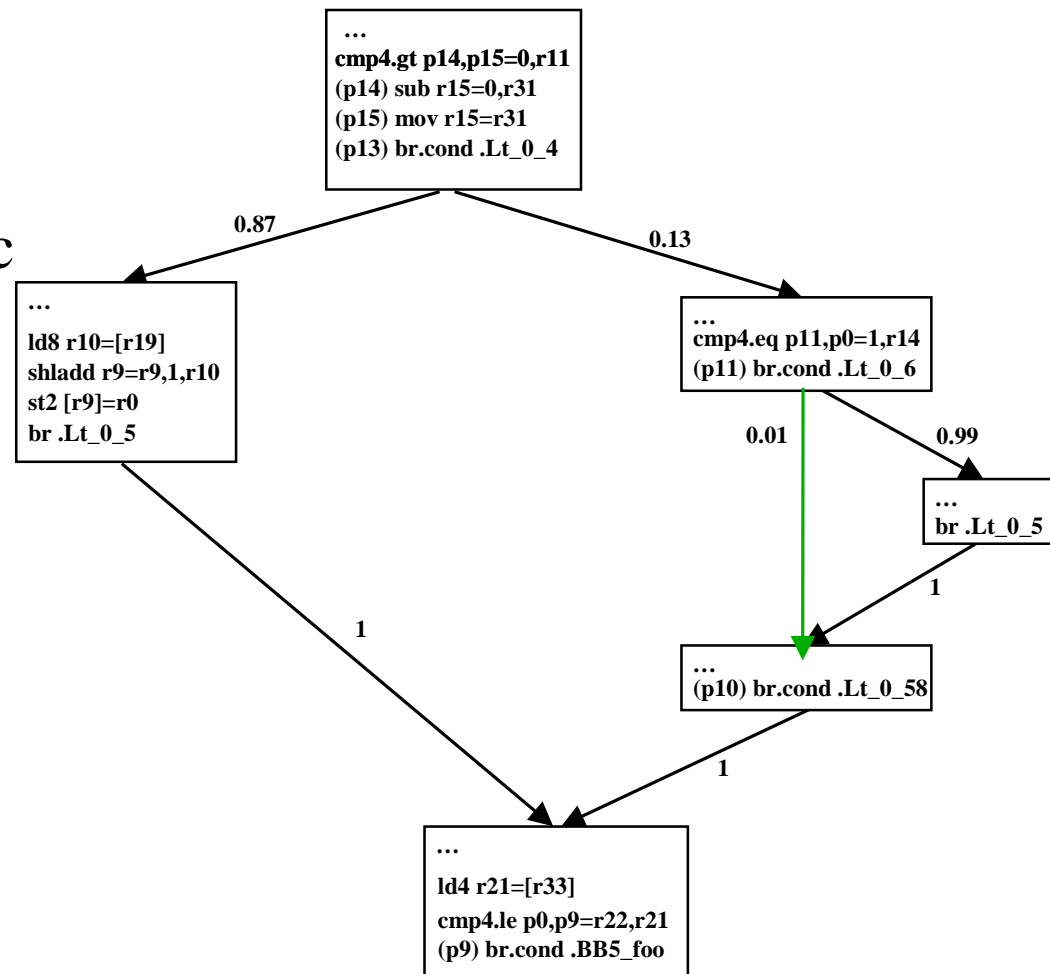 ...
cmp4.gt p14,p15=0,r11
(p14) sub r15=0,r31
(p15) mov r15=r31
(p13) br.cond .Lt_0_4
0.87
0.13
c
...
ld8 r10=[r19]
shladd r9=r9,1,r10
st2 [r9]=r0
br .Lt_0_5
...
cmp4.eq p11,p0=1,r14
(p11) br.cond .Lt_0_6
0.01
0.99
...
br .Lt_0_5
1
1
...
(p10) br.cond .Lt_0_58
1
...
ld4 r21=[r33]
cmp4.le p0,p9=r22,r21
(p9) br.cond .BB5_foo